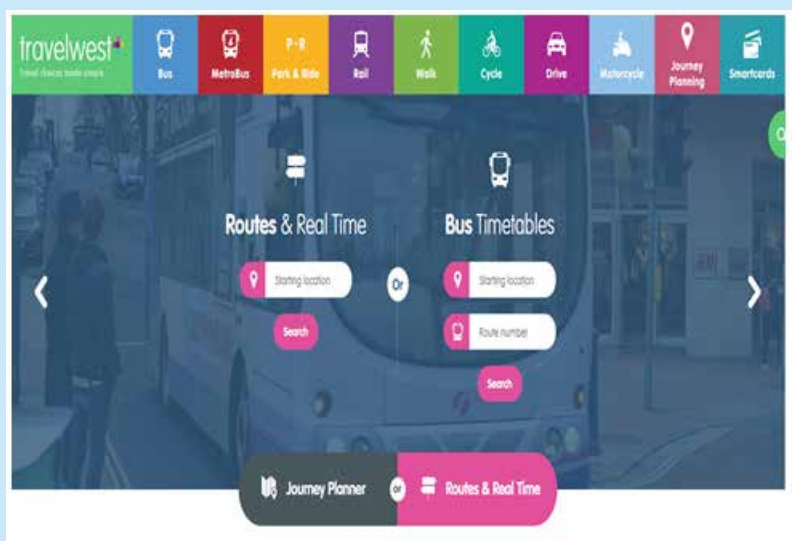 travelwest
Travel choices made simple
Bus
MetroBus
P+R
Park & Ride
Rail
Walk
Cycle
Drive
Motorcycle
Journey
Planning
Smartcards
Routes & Real Time
Starting location
Search
Or
Bus Timetables
Starting location
Route number
Search
Journey Planner
or
Routes & Real Time